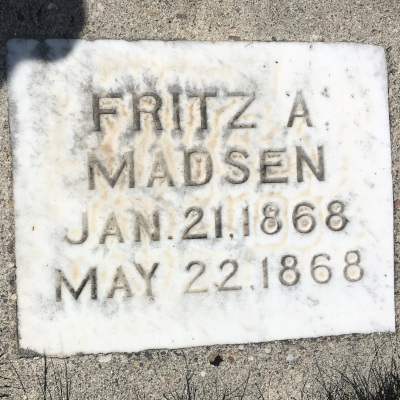 FRITZ A
MADSEN
JAN. 21. 1868
MAY 22. 1868